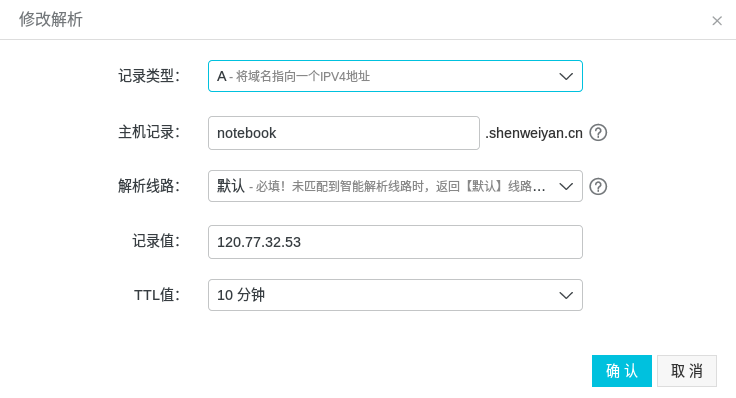 修改解析 ×
记录类型： A - 将域名指向一个IPV4地址
主机记录： notebook .shenweiyan.cn ?
解析线路： 默认 - 必填！未匹配到智能解析线路时，返回【默认】线路... ?
记录值： 120.77.32.53
TTL值： 10 分钟
确 认 取 消